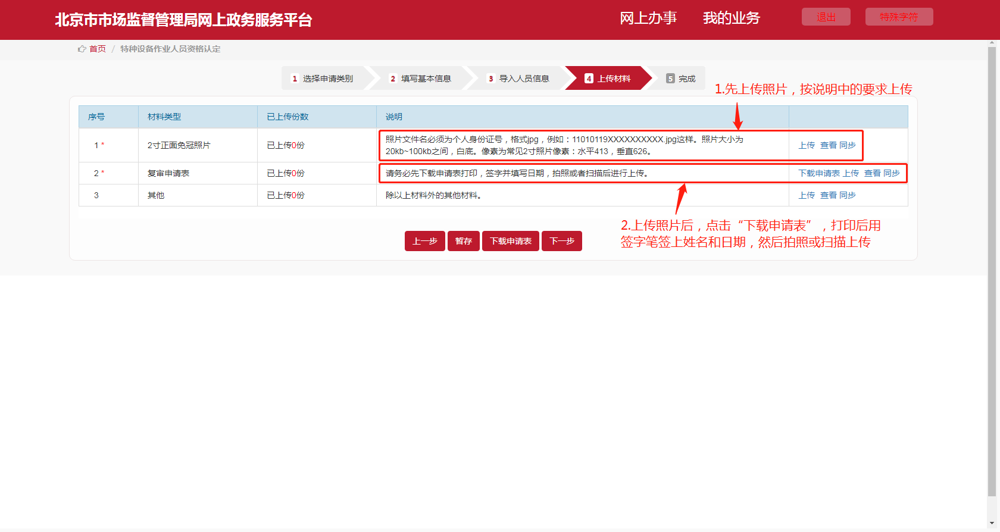 北京市市场监督管理局网上政务服务平台
网上办事
我的业务
退出
特殊字符
首页 / 特种设备作业人员资格认定
1 选择申请类别
2 填写基本信息
3 导入人员信息
4 上传材料
5 完成
1.先上传照片，按说明中的要求上传
序号 材料类型 已上传份数 说明
1 * 2寸正面免冠照片 已上传0份
照片文件名必须为个人身份证号，格式jpg，例如：11010119XXXXXXXXXX.jpg这样。照片大小为
20kb~100kb之间，白底。像素为常见2寸照片像素：水平413，垂直626。
上传 查看 同步
2 * 复审申请表 已上传0份 请务必先下载申请表打印，签字并填写日期，拍照或者扫描后进行上传。 下载申请表 上传 查看 同步
3 其他 已上传0份 除以上材料外的其他材料。 上传 查看 同步
2.上传照片后，点击“下载申请表”，打印后用
签字笔签上姓名和日期，然后拍照或扫描上传
上一步 暂存 下载申请表 下一步